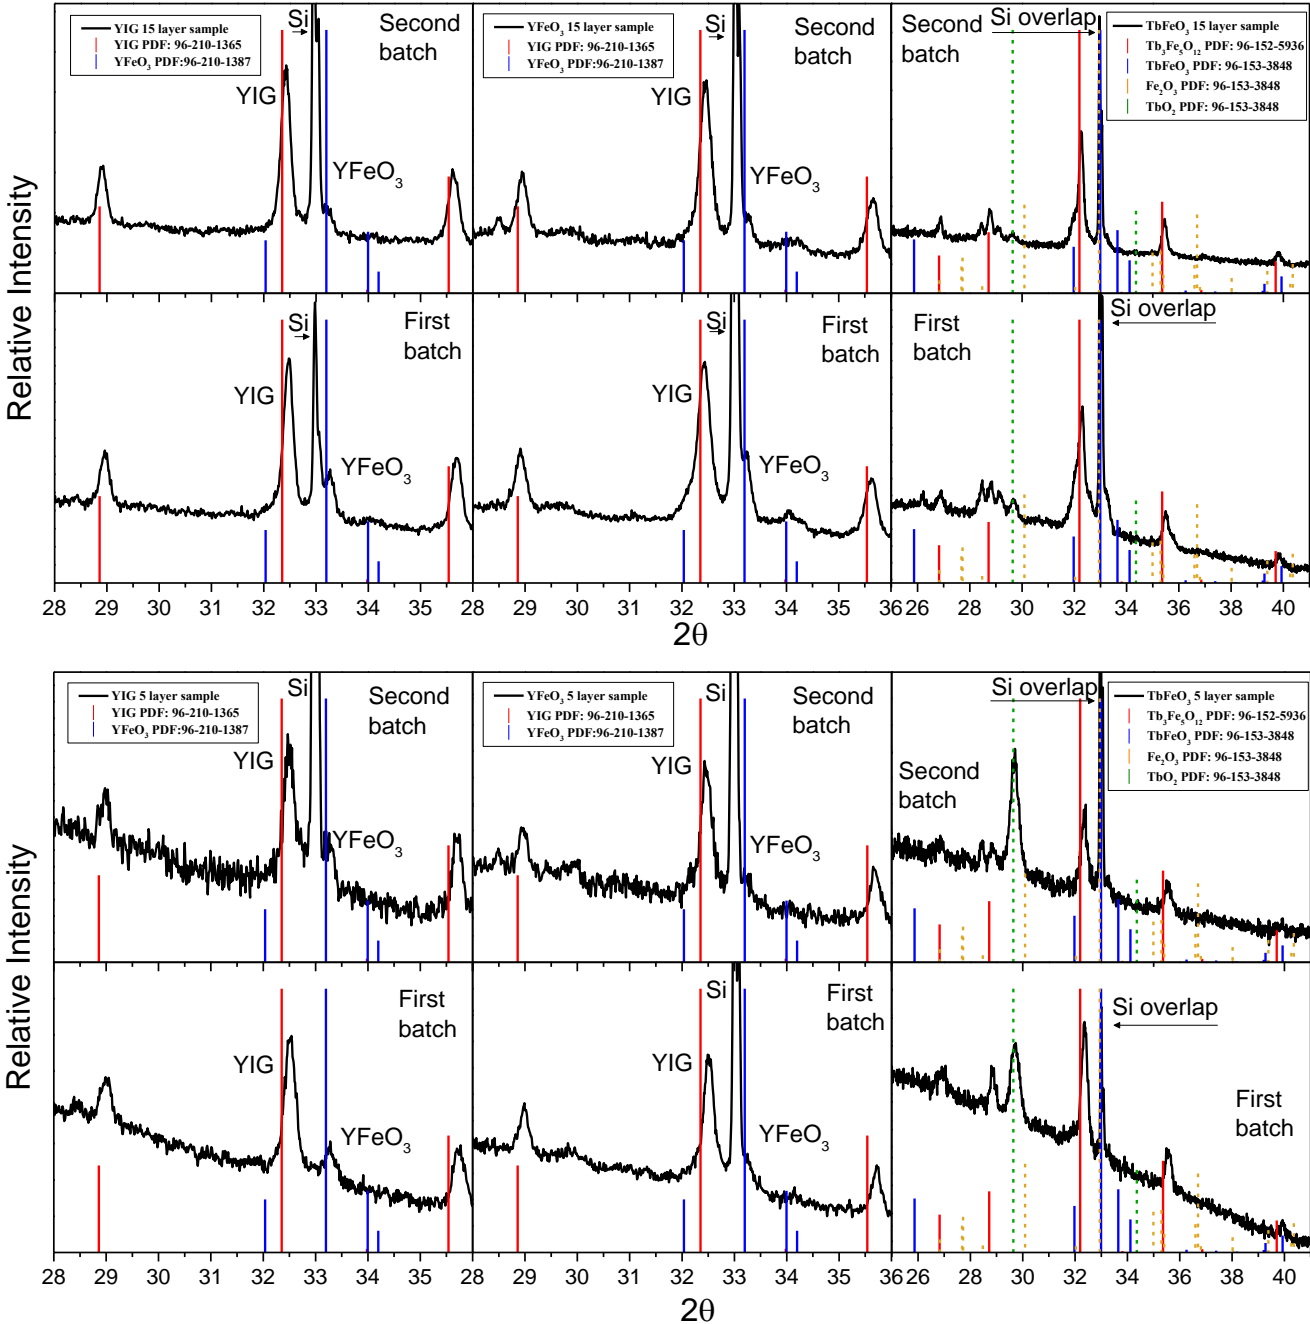 YIG 15 layer sample
YIG PDF: 96-210-1365
YFeO₃ PDF:96-210-1387
Si
Second
batch
YIG
YFeO₃
YFeO₃ 15 layer sample
YIG PDF: 96-210-1365
YFeO₃ PDF:96-210-1387
Si
Second
batch
YIG
YFeO₃
Second
batch
Si overlap
TbFeO₃ 15 layer sample
Tb₃Fe₅O₁₂ PDF: 96-152-5936
TbFeO₃ PDF: 96-153-3848
Fe₂O₃ PDF: 96-153-3848
TbO₂ PDF: 96-153-3848
Relative Intensity
Si
First
batch
YIG
YFeO₃
Si
First
batch
YIG
YFeO₃
First
batch
Si overlap
28 29 30 31 32 33 34 35 29 30 31 32 33 34 35 36 26 28 30 32 34 36 38 40
2θ
YIG 5 layer sample
YIG PDF: 96-210-1365
YFeO₃ PDF:96-210-1387
Si
Second
batch
YIG
YFeO₃
YFeO₃ 5 layer sample
YIG PDF: 96-210-1365
YFeO₃ PDF:96-210-1387
Si
Second
batch
YIG
YFeO₃
Si overlap
Second
batch
TbFeO₃ 5 layer sample
Tb₃Fe₅O₁₂ PDF: 96-152-5936
TbFeO₃ PDF: 96-153-3848
Fe₂O₃ PDF: 96-153-3848
TbO₂ PDF: 96-153-3848
Relative Intensity
First
batch
YIG
YFeO₃
Si
First
batch
YIG
YFeO₃
Si overlap
First
batch
28 29 30 31 32 33 34 35 28 29 30 31 32 33 34 35 36 26 28 30 32 34 36 38 40
2θ